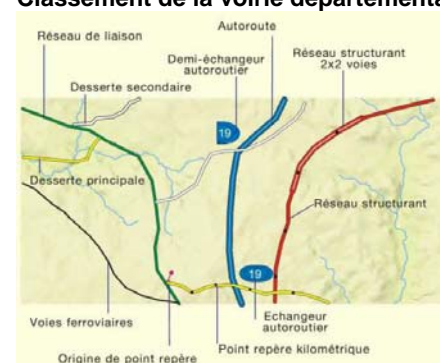 Classement de la voirie départementa
Autoroute
Réseau de liaison
Demi-échangeur
autoroutier
Réseau structurant
2x2 voies
Desserte secondaire
19
Desserte principale
Réseau structurant
19
Echangeur
autoroutier
Voies ferroviaires
Point repère kilométrique
Origine de point repère